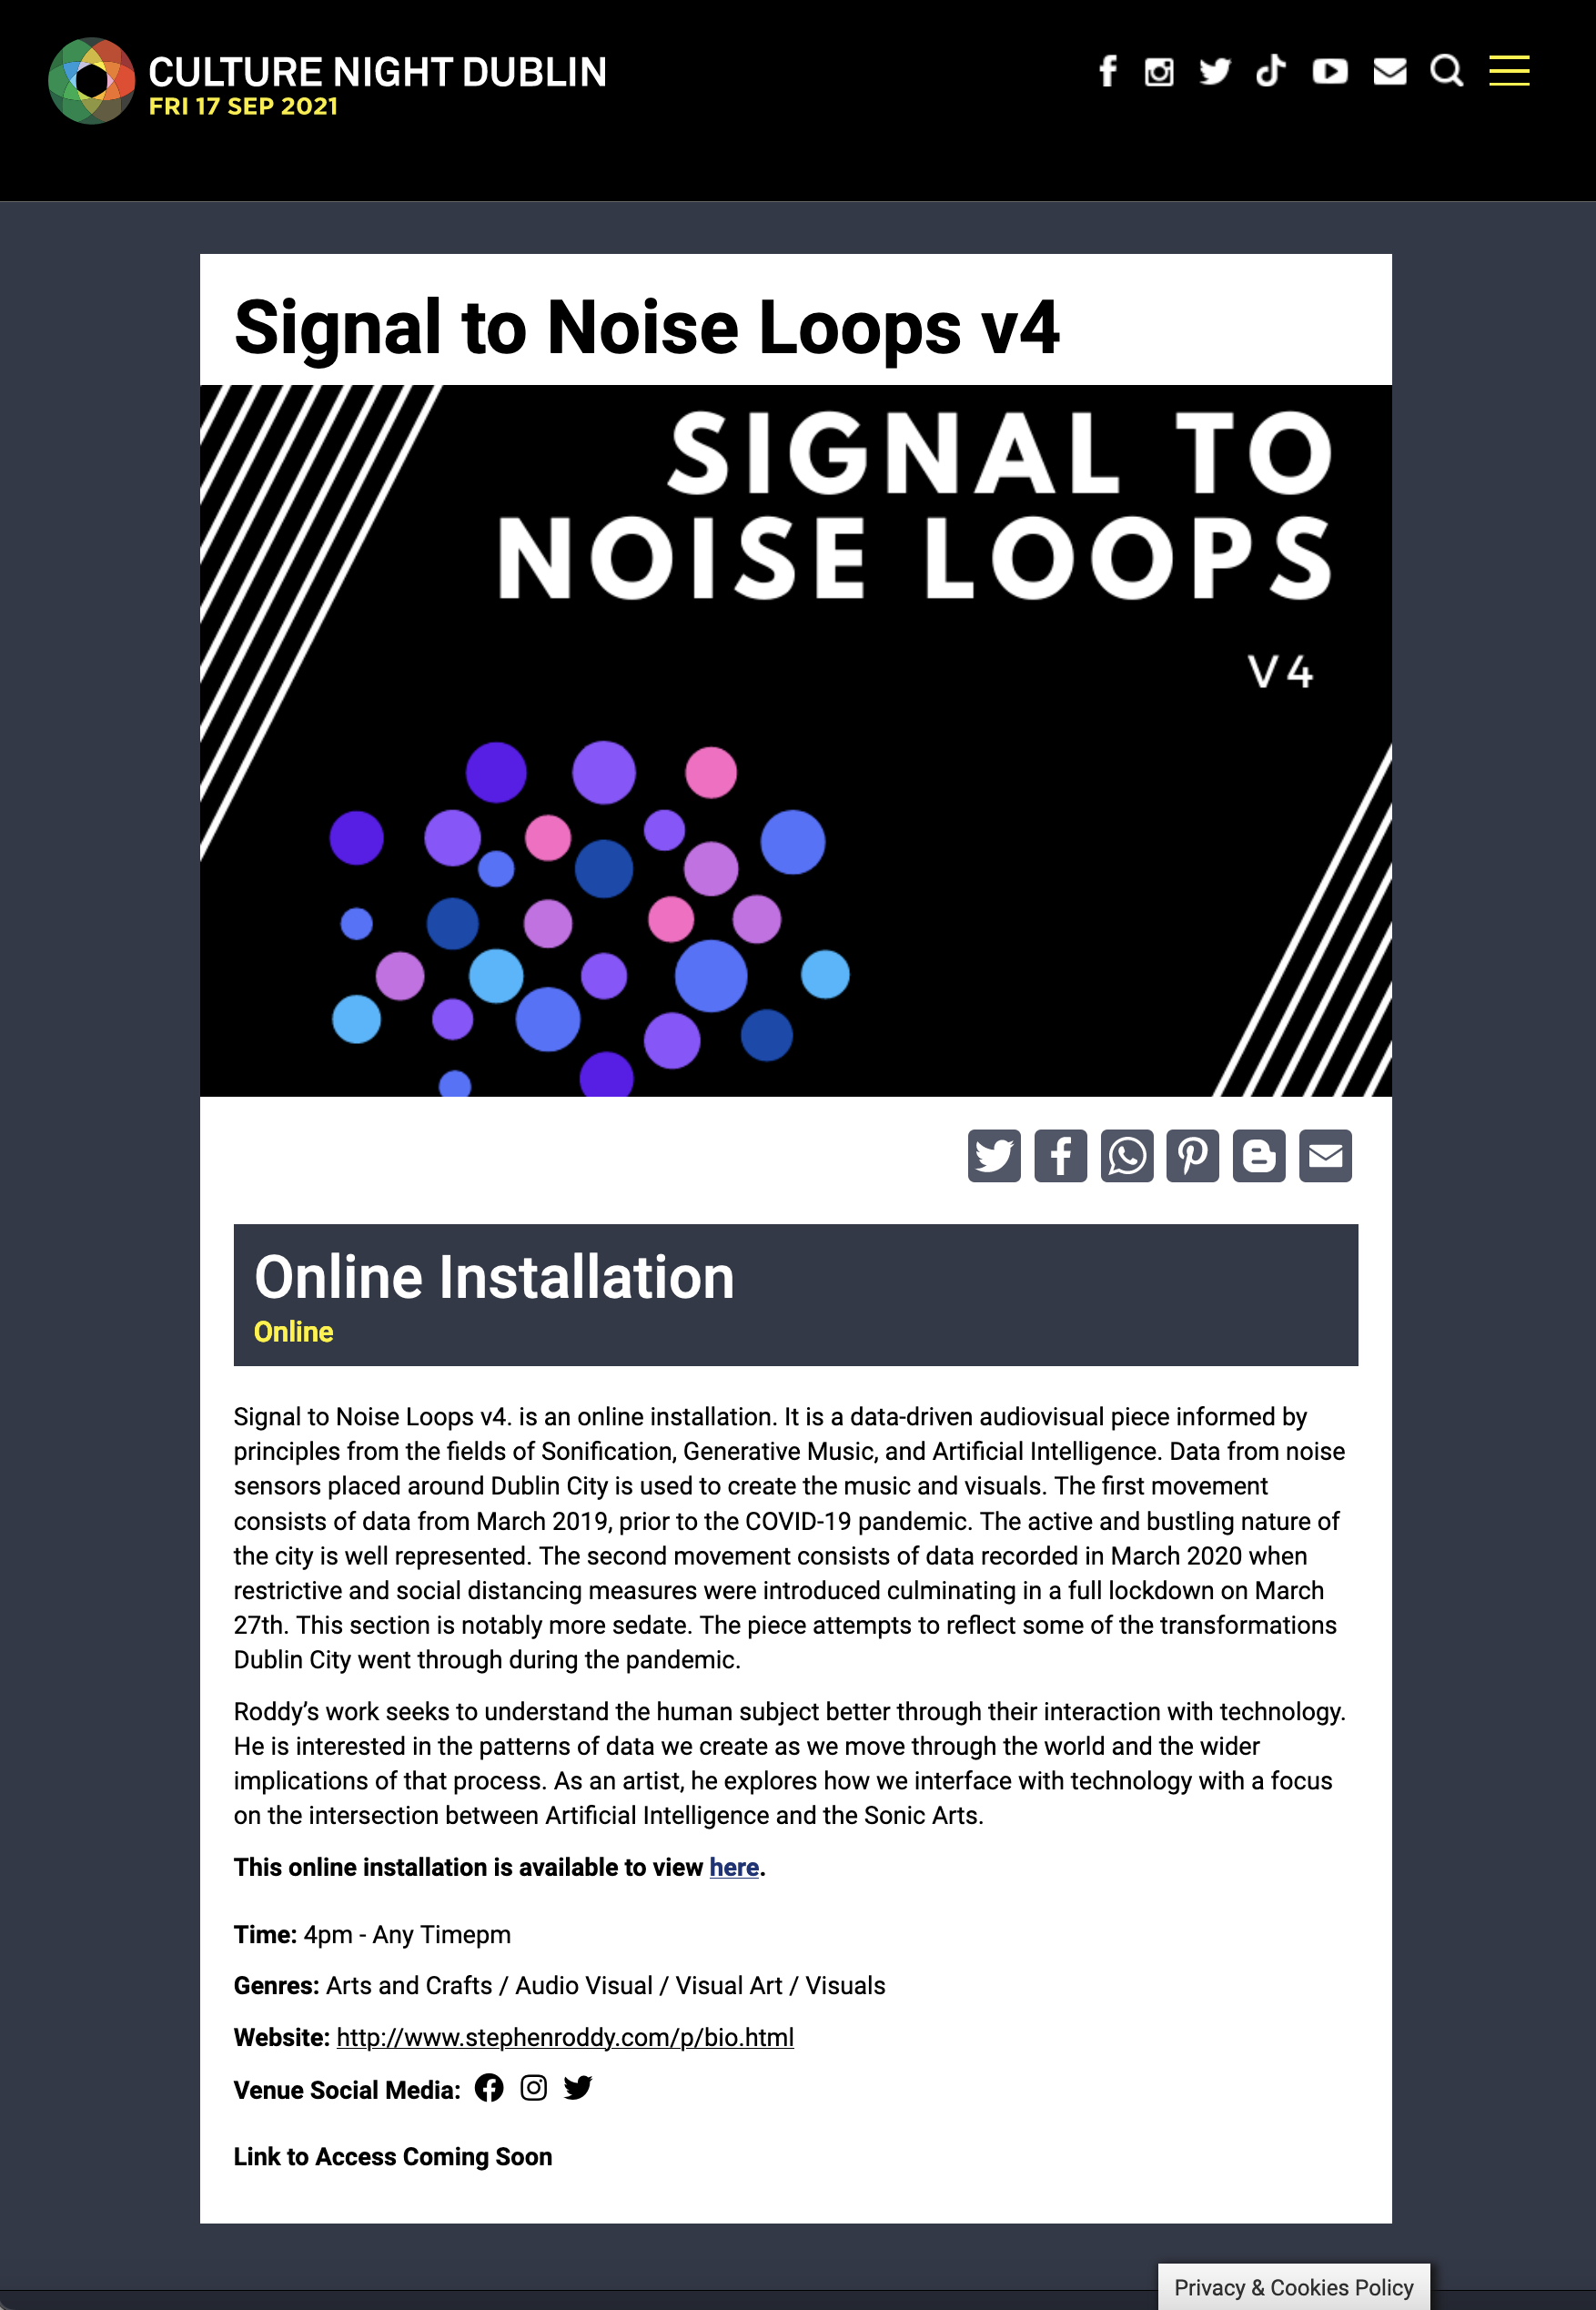 CULTURE NIGHT DUBLIN
FRI 17 SEP 2021
Signal to Noise Loops v4
SIGNAL TO
NOISE LOOPS
V4
Online Installation
Online
Signal to Noise Loops v4. is an online installation. It is a data-driven audiovisual piece informed by
principles from the fields of Sonification, Generative Music, and Artificial Intelligence. Data from noise
sensors placed around Dublin City is used to create the music and visuals. The first movement
consists of data from March 2019, prior to the COVID-19 pandemic. The active and bustling nature of
the city is well represented. The second movement consists of data recorded in March 2020 when
restrictive and social distancing measures were introduced culminating in a full lockdown on March
27th. This section is notably more sedate. The piece attempts to reflect some of the transformations
Dublin City went through during the pandemic.
Roddy’s work seeks to understand the human subject better through their interaction with technology.
He is interested in the patterns of data we create as we move through the world and the wider
implications of that process. As an artist, he explores how we interface with technology with a focus
on the intersection between Artificial Intelligence and the Sonic Arts.
This online installation is available to view here.
Time: 4pm - Any Timepm
Genres: Arts and Crafts / Audio Visual / Visual Art / Visuals
Website: http://www.stephenroddy.com/p/bio.html
Venue Social Media:
Link to Access Coming Soon
Privacy & Cookies Policy